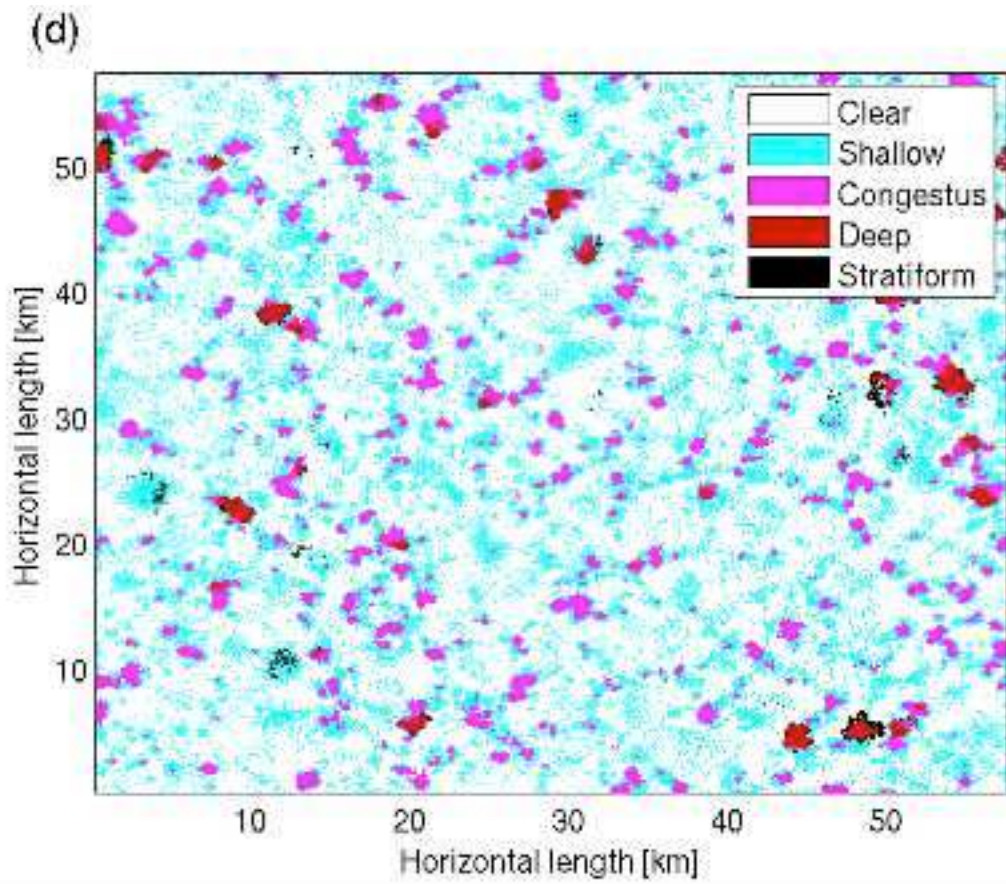 (d)
Clear
Shallow
Congestus
Deep
Stratiform
50
40
30
20
10
Horizontal length [km]
10 20 30 40 50
Horizontal length [km]